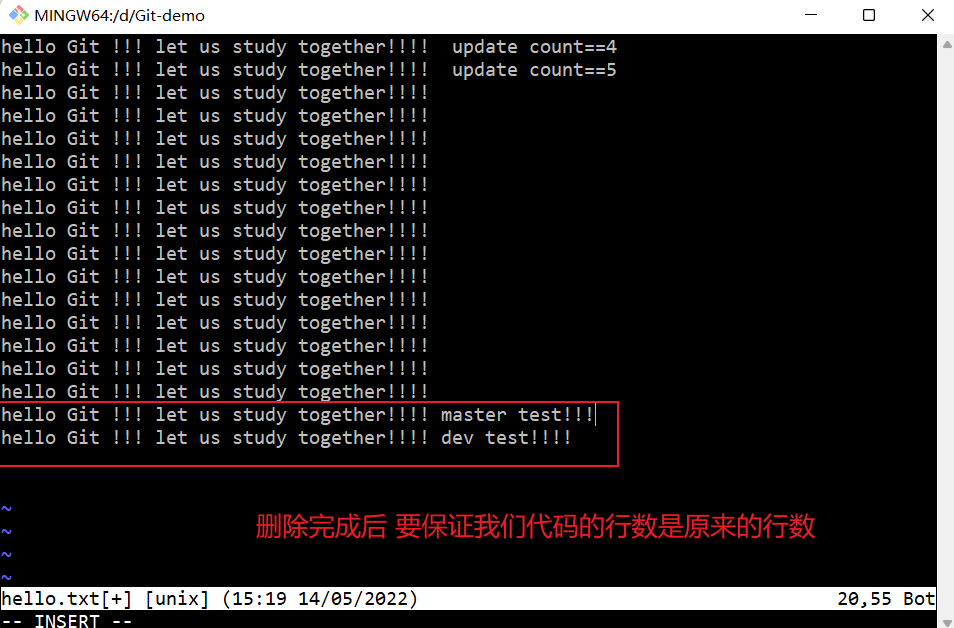 MINGW64:/d/Git-demo
hello Git !!! let us study together!!!!  update count==4
hello Git !!! let us study together!!!!  update count==5
hello Git !!! let us study together!!!!
hello Git !!! let us study together!!!!
hello Git !!! let us study together!!!!
hello Git !!! let us study together!!!!
hello Git !!! let us study together!!!!
hello Git !!! let us study together!!!!
hello Git !!! let us study together!!!!
hello Git !!! let us study together!!!!
hello Git !!! let us study together!!!!
hello Git !!! let us study together!!!!
hello Git !!! let us study together!!!!
hello Git !!! let us study together!!!!
hello Git !!! let us study together!!!!
hello Git !!! let us study together!!!!
hello Git !!! let us study together!!!! master test!!!
hello Git !!! let us study together!!!! dev test!!!!
~
~
删除完成后 要保证我们代码的行数是原来的行数
~
~
hello.txt[+] [unix] (15:19 14/05/2022) 20,55 Bot
-- INSERT --